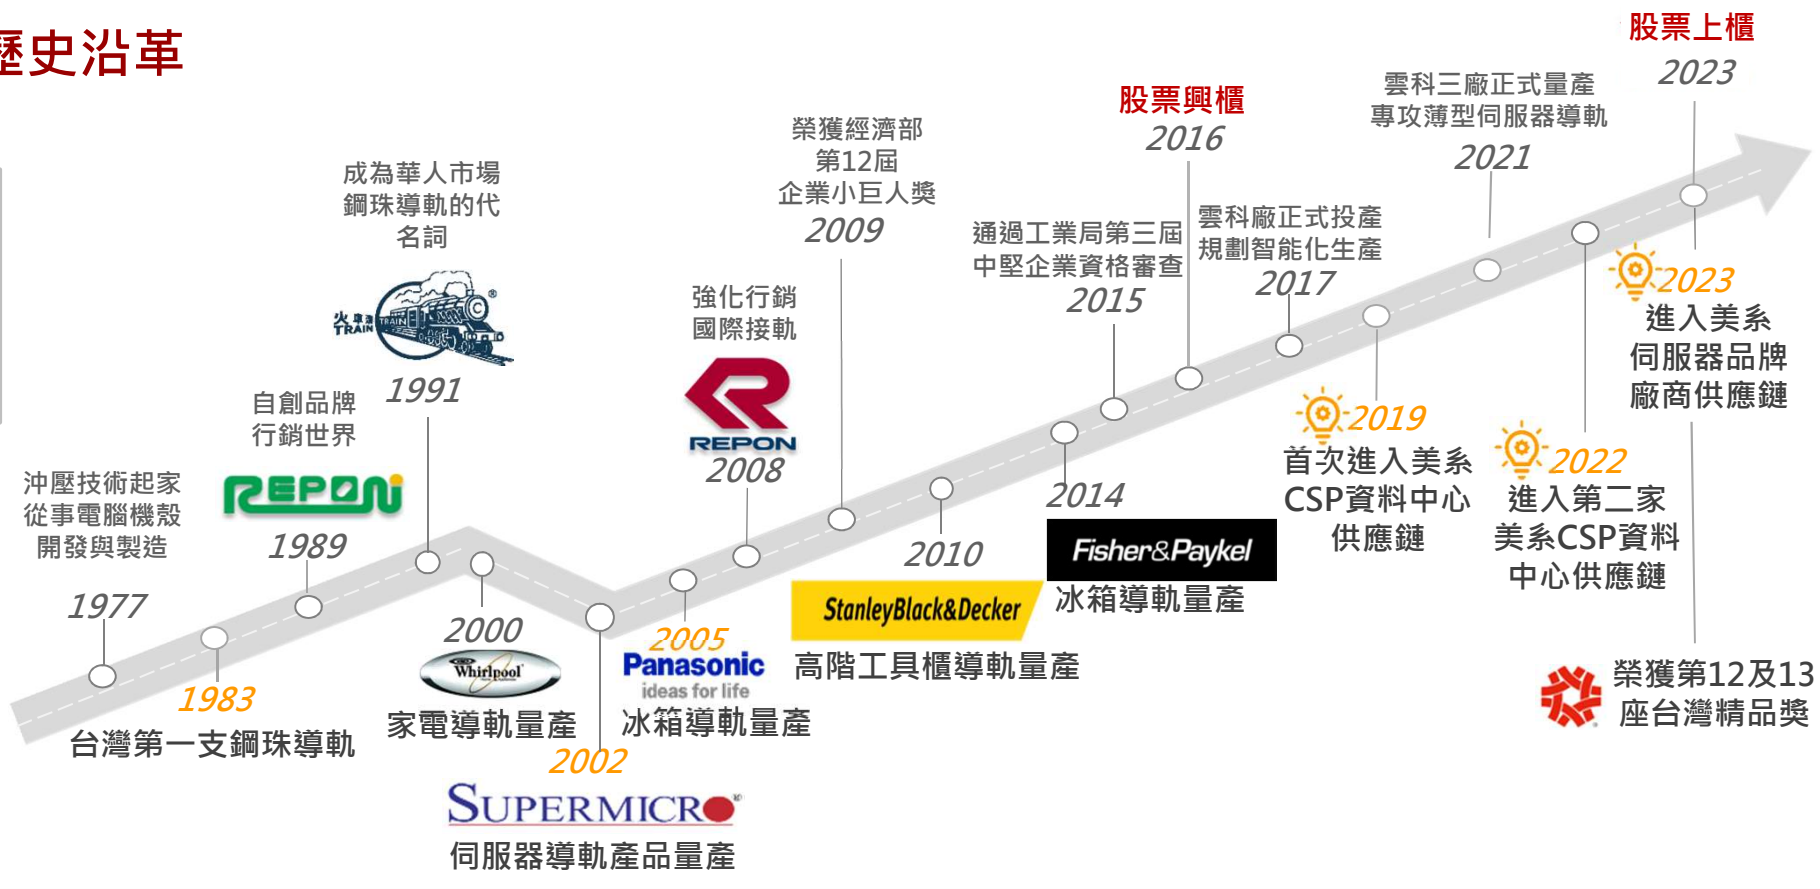 歷史沿革
沖壓技術起家
從事電腦機殼
開發與製造
1977
1983
台灣第一支鋼珠導軌
自創品牌
行銷世界
REPON
1989
成為華人市場
鋼珠導軌的代
名詞
火車牌
TRAIN
TRAIN
®
1991
2000
Whirlpool
家電導軌量產
2002
SUPERMICRO®
伺服器導軌產品量產
2005
Panasonic
ideas for life
冰箱導軌量產
強化行銷
國際接軌
REPON
2008
榮獲經濟部
第12屆
企業小巨人獎
2009
2010
StanleyBlack&Decker
高階工具櫃導軌量產
2014
Fisher&Paykel
冰箱導軌量產
通過工業局第三屆
中堅企業資格審查
2015
股票興櫃
2016
雲科廠正式投產
規劃智能化生產
2017
2019
首次進入美系
CSP資料中心
供應鏈
雲科三廠正式量產
專攻薄型伺服器導軌
2021
2022
進入第二家
美系CSP資料
中心供應鏈
股票上櫃
2023
2023
進入美系
伺服器品牌
廠商供應鏈
榮獲第12及13
座台灣精品獎